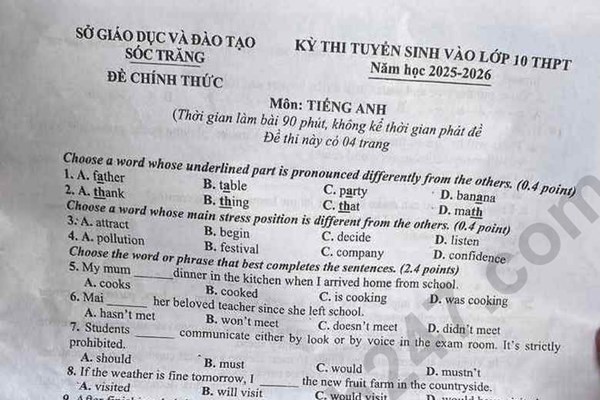 SỞ GIÁO DỤC VÀ ĐÀO TẠO
SÓC TRĂNG
ĐỀ CHÍNH THỨC
KỲ THI TUYỂN SINH VÀO LỚP 10 THPT
Năm học 2025-2026
Môn: TIẾNG ANH
(Thời gian làm bài 90 phút, không kể thời gian phát đề
Đề thi này có 04 trang
Choose a word whose underlined part is pronounced differently from the others. (0.4 point)
1. A. father B. table C. party D. banana
2. A. thank B. thing C. that D. math
Choose a word whose main stress position is different from the others. (0.4 point)
3. A. attract B. begin C. decide D. listen
4. A. pollution B. festival C. company D. confidence
Choose the word or phrase that best completes the sentences. (2.4 points)
5. My mum ______dinner in the kitchen when I arrived home from school.
A. cooks B. cooked C. is cooking D. was cooking
6. Mai ______ her beloved teacher since she left school.
A. hasn't met B. won't meet C. doesn't meet D. didn't meet
7. Students ______ communicate either by look or by voice in the exam room. It's strictly
prohibited.
A. should B. must C. would D. mustn't
8. If the weather is fine tomorrow, I ______ the new fruit farm in the countryside.
A. visited B. will visit C. would visit
247.com